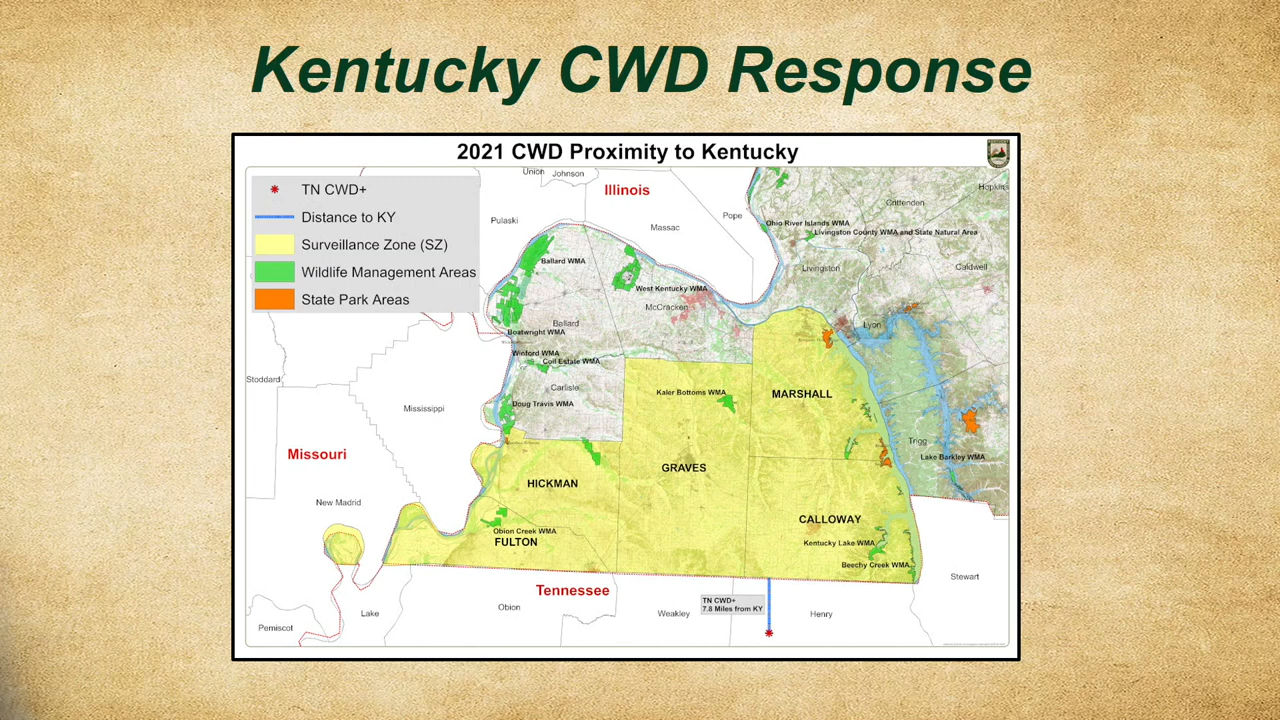 Kentucky CWD Response
2021 CWD Proximity to Kentucky
TN CWD+
Distance to KY
Surveillance Zone (SZ)
Wildlife Management Areas
State Park Areas
Union
Johnson
Illinois
Pulaski
Massac
Pope
Hopkins
Crittenden
Ohio River Islands WMA
Livingston County WMA and State Natural Area
Livingston
Caldwell
Ballard WMA
West Kentucky WMA
McCracken
Ballard
Boatwright WMA
Lyon
Winford WMA
Coil Estate WMA
Carlisle
Stoddard
Mississippi
Doug Travis WMA
Kaler Bottoms WMA
MARSHALL
Missouri
Trigg
Lake Barkley WMA
GRAVES
HICKMAN
New Madrid
CALLOWAY
Obion Creek WMA
FULTON
Kentucky Lake WMA
Beechy Creek WMA
Tennessee
Stewart
TN CWD+
7.8 Miles from KY
Lake
Obion
Weakley
Henry
Pemiscot